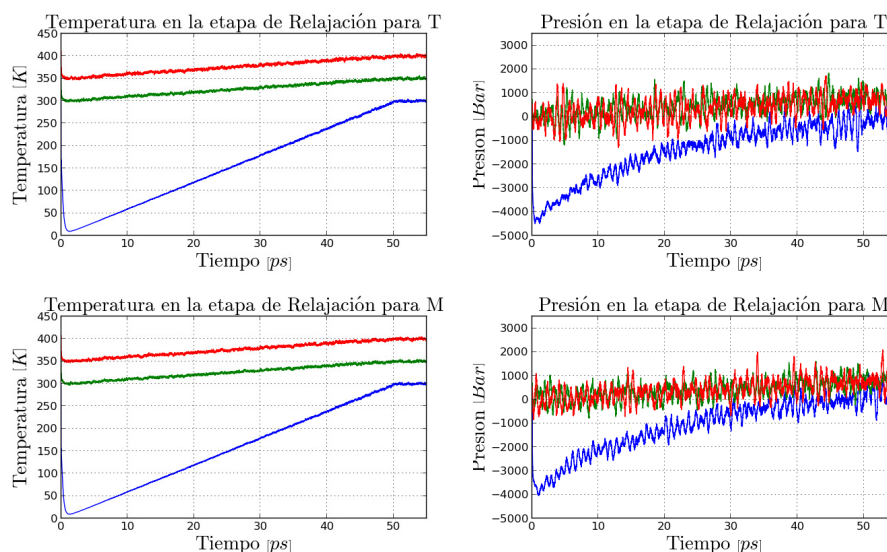 Temperatura en la etapa de Relajación para T
450
400
350
300
250
200
150
100
50
0
Temperatura [K]
0 10 20 30 40 50
Tiempo [ps]
Presión en la etapa de Relajación para T
3000
2000
1000
0
-1000
-2000
-3000
-4000
-5000
Presion [Bar]
0 10 20 30 40 50
Tiempo [ps]
Temperatura en la etapa de Relajación para M
450
400
350
300
250
200
150
100
50
0
Temperatura [K]
0 10 20 30 40 50
Tiempo [ps]
Presión en la etapa de Relajación para M
3000
2000
1000
0
-1000
-2000
-3000
-4000
-5000
Presion [Bar]
0 10 20 30 40 50
Tiempo [ps]